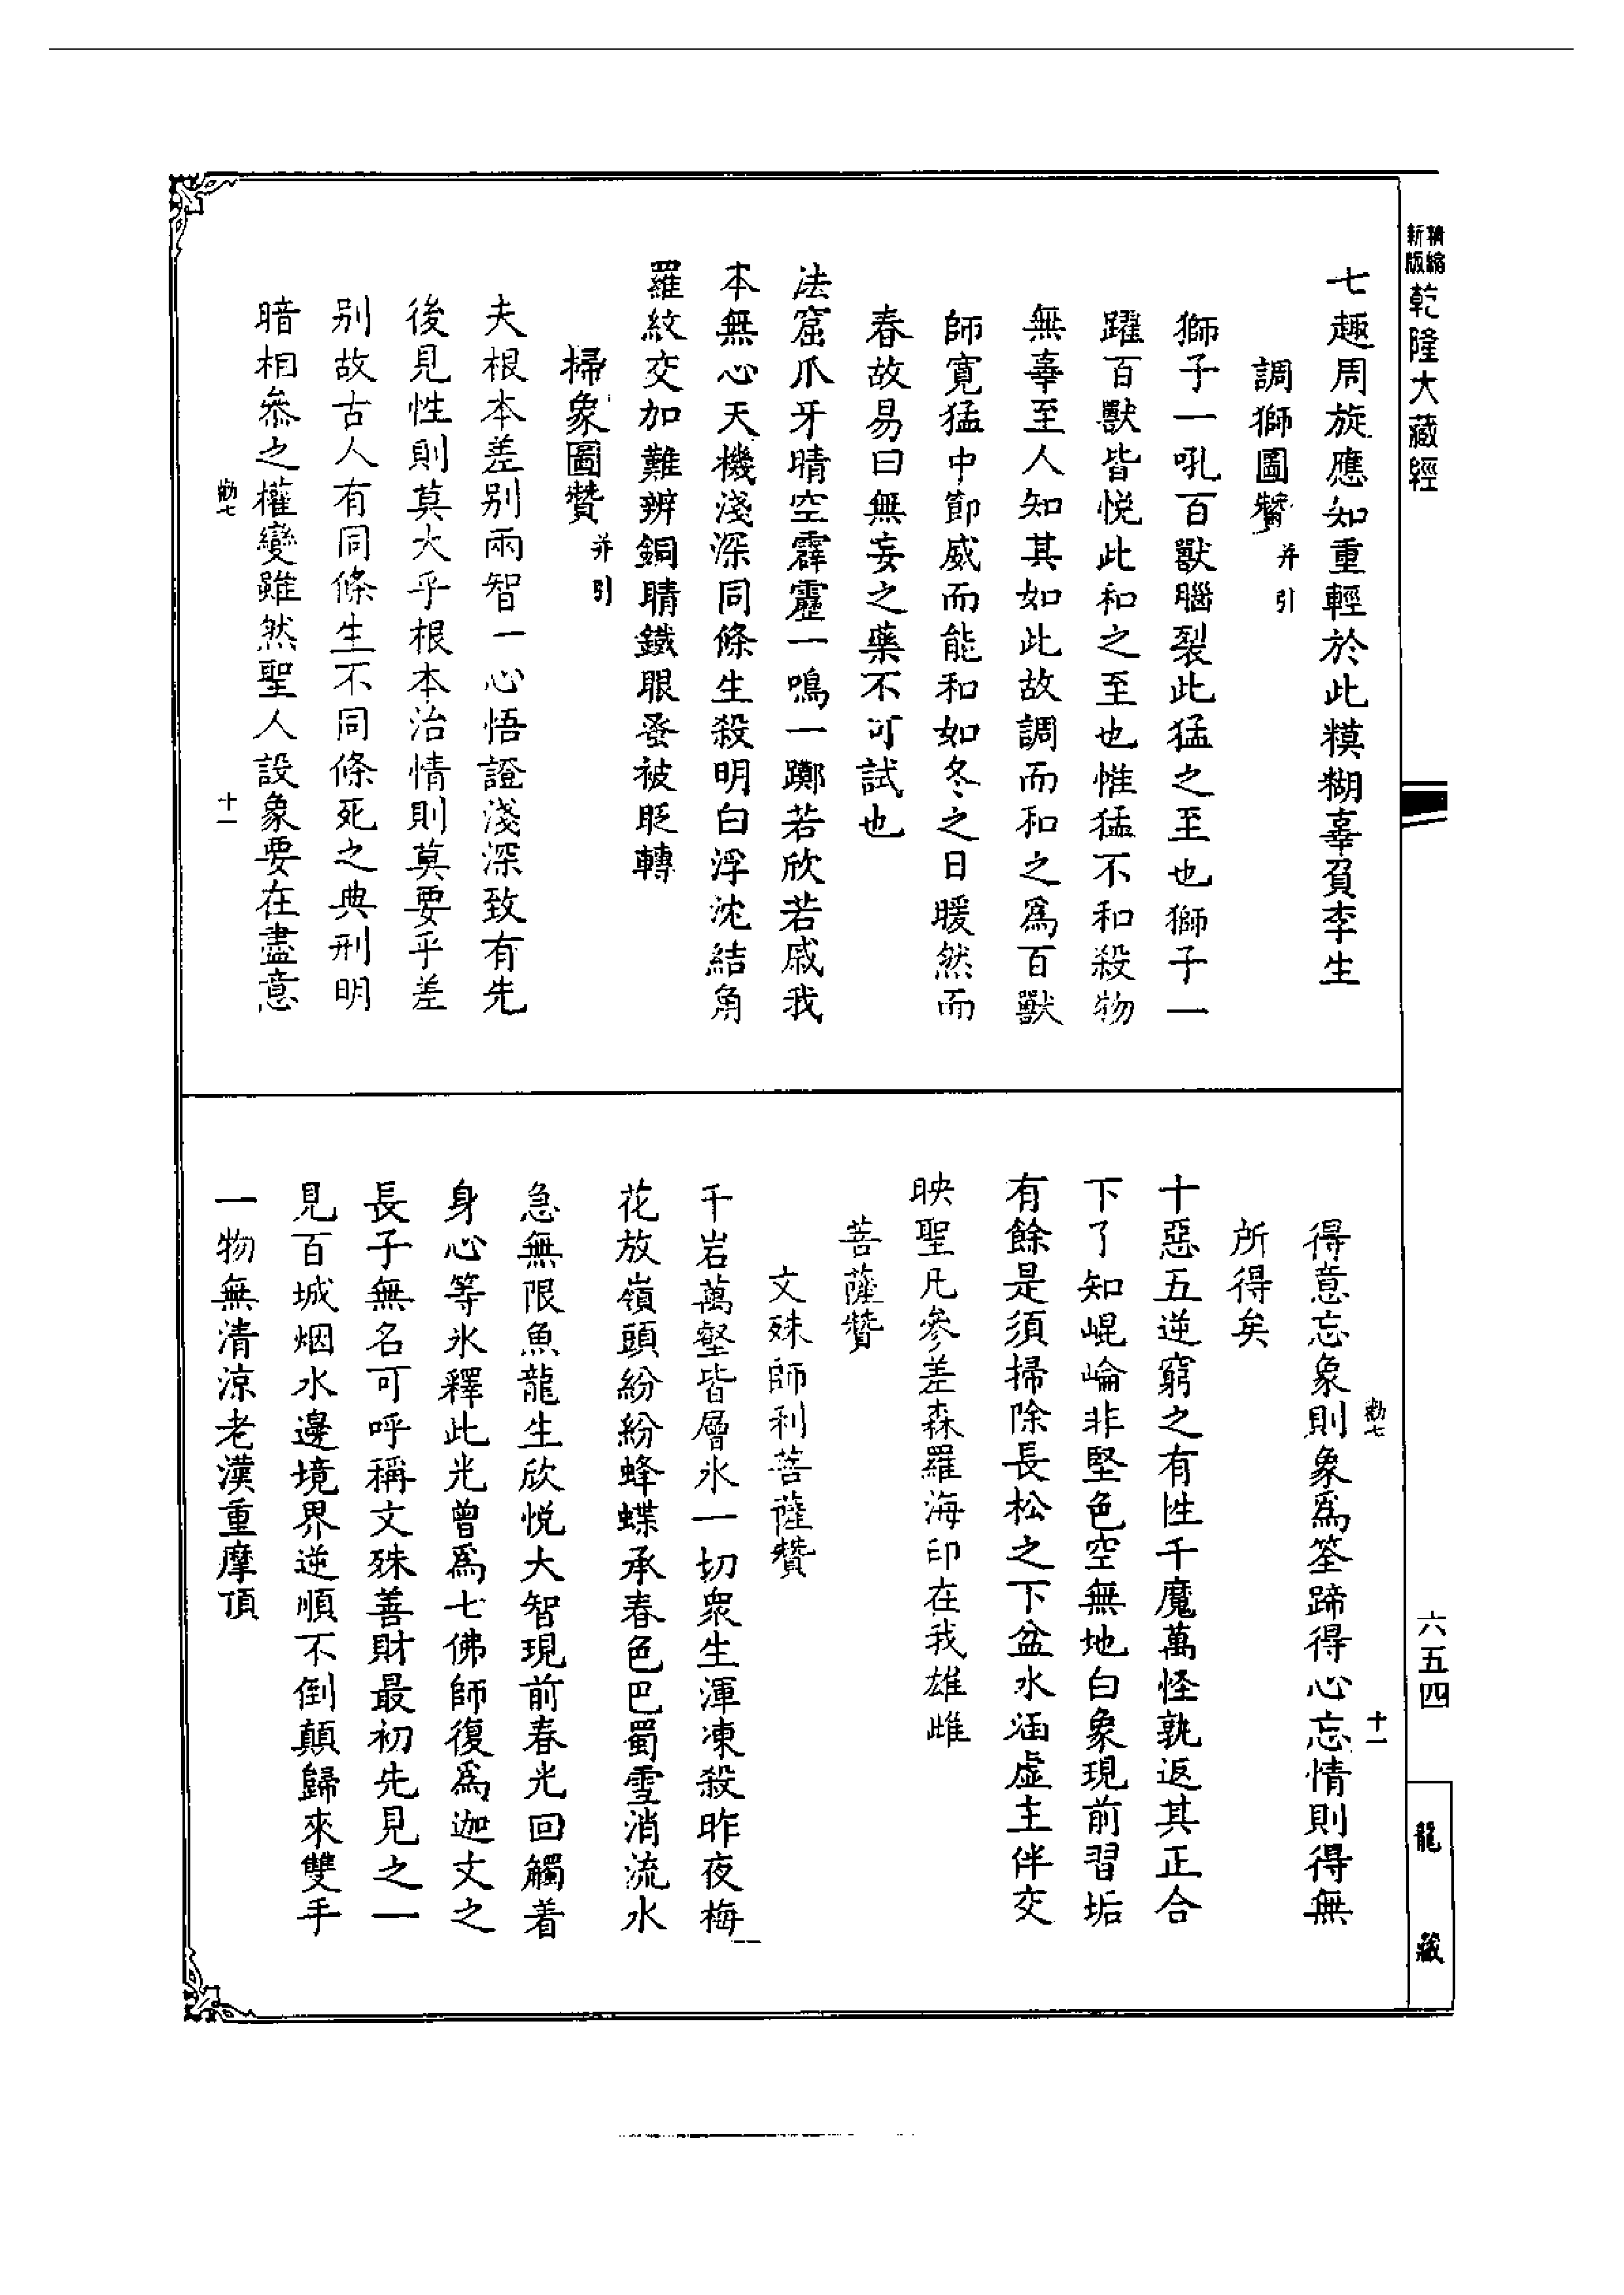 精縮新版乾隆大藏經
七趣周旋應如重輕於此糢糊辜負李生
調獅圖贊并引
獅子一吼百獸腦裂此猛之至也獅子一
躍百獸皆悦此和之至也惟猛不和殺物
無辜至人知其如此故調而和之爲百獸
師寬猛中節威而能和如冬之日暖然而
春故易曰無妄之藥不可試也
法窟爪牙晴空霹靂一鳴一躑若欣若戚我
本無心天機淺深同條生殺明白浮沈結角
羅紋交加難辨銅睛鐵眼蚤被眨轉
掃象圖贊并引
夫根本差别兩智一心悟證淺深致有先
後見性則莫大乎根本治情則莫要乎差
别故古人有同條生不同條死之典刑明
暗相叅之權變雖然聖人設象要在盡意
勸七 十一
勸七 十一
得意忘象則象爲筌蹄得心忘情則得無
所得矣
十惡五逆窮之有性千魔萬怪孰返其正合
下了知崐崘非堅色空無地白象現前習垢
有餘是須掃除長松之下盆水涵虛主伴交
映聖凡參差森羅海印在我雄雌
菩薩贊
文殊師利菩薩贊
千岩萬壑皆層氷一切衆生渾凍殺昨夜梅
花放嶺頭紛紛蜂蝶承春色巴蜀雪消流水
急無限魚龍生欣悦大智現前春光回觸着
身心等氷釋此光曾爲七佛師復爲迦文之
長子無名可呼稱文殊善財最初先見之一
見百城烟水邊境界逆順不倒顛歸來雙手
一物無清涼老漢重摩頂
六五四
龍藏